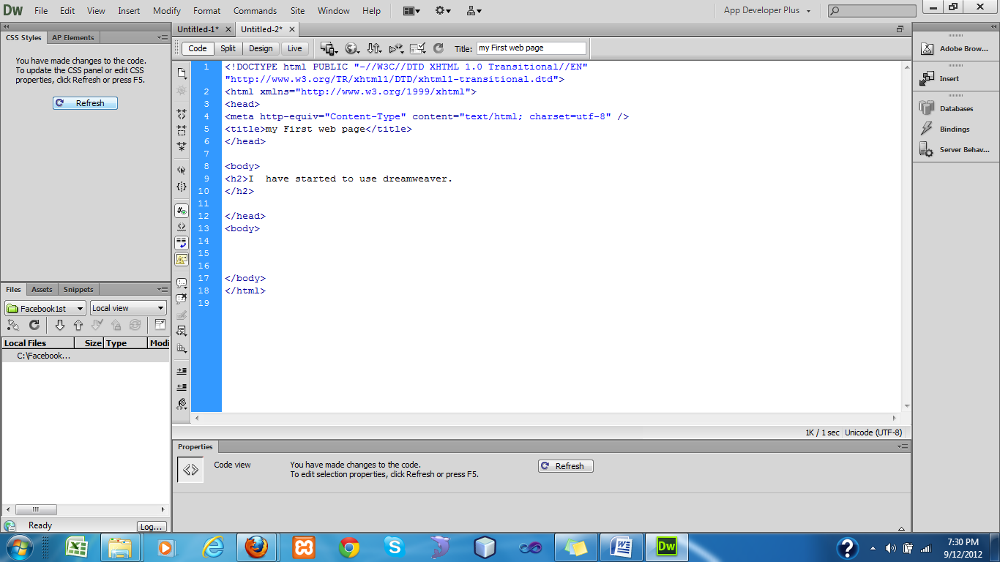 Dw File Edit View Insert Modify Format Commands Site Window Help App Developer Plus
CSS Styles AP Elements
You have made changes to the code.
To update the CSS panel or edit CSS
properties, click Refresh or press F5.
Refresh
Untitled-1* Untitled-2*
Code Split Design Live Title: my First web page
1 <!DOCTYPE html PUBLIC "-//W3C//DTD XHTML 1.0 Transitional//EN"
"http://www.w3.org/TR/xhtml1/DTD/xhtml1-transitional.dtd">
2 <html xmlns="http://www.w3.org/1999/xhtml">
3 <head>
4 <meta http-equiv="Content-Type" content="text/html; charset=utf-8" />
5 <title>my First web page</title>
6 </head>
7
8 <body>
9 <h2>I  have started to use dreamweaver.
10 </h2>
11
12 </head>
13 <body>
14
15
16
17 </body>
18 </html>
19
1K / 1 sec Unicode (UTF-8)
Adobe Brow...
Insert
Databases
Bindings
Server Behav...
Files Assets Snippets
Facebook1st Local view
Local Files Size Type Modi
C:\Facebook...
Ready Log...
Properties
Code view
You have made changes to the code.
To edit selection properties, click Refresh or press F5.
Refresh
Dw
7:30 PM
9/12/2012